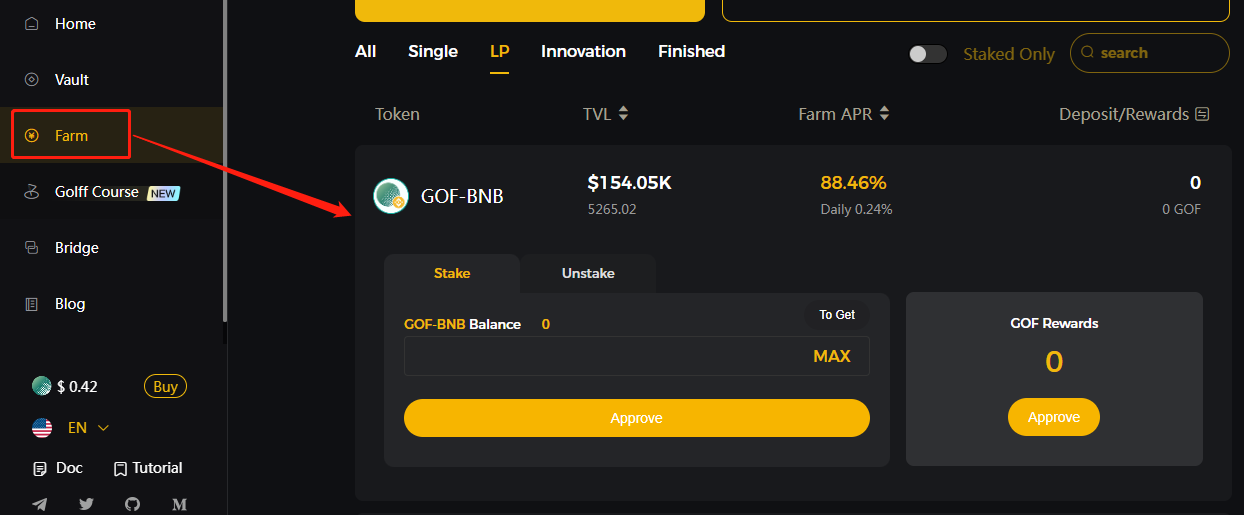 Home
Vault
Farm
Golff Course NEW
Bridge
Blog
$ 0.42 Buy
EN
Doc Tutorial
All Single LP Innovation Finished
Staked Only search
Token TVL Farm APR Deposit/Rewards
GOF-BNB $154.05K 88.46% 0
5265.02 Daily 0.24% 0 GOF
Stake Unstake
To Get
GOF-BNB Balance 0
MAX
Approve
GOF Rewards
0
Approve